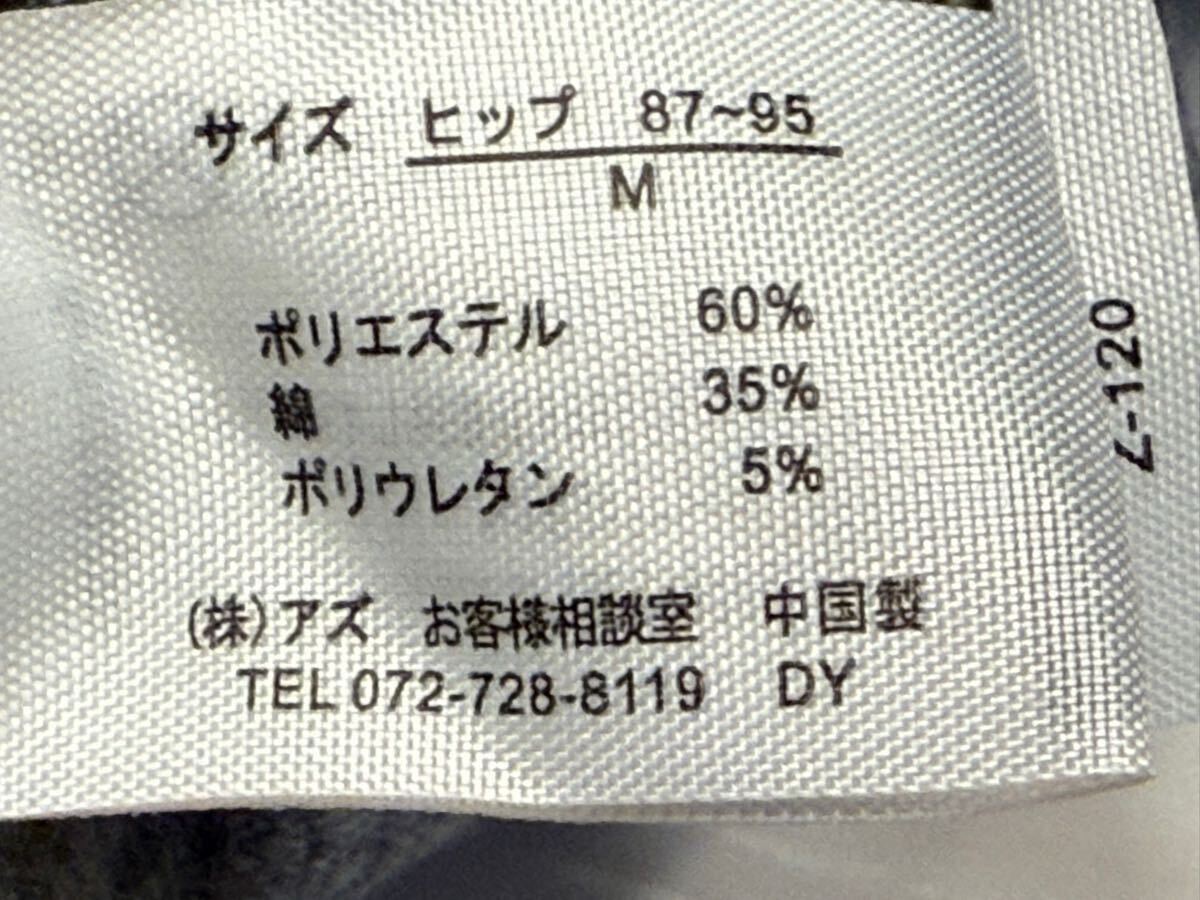 サイズ ヒップ 87~95
M
ポリエステル 60%
綿 35%
ポリウレタン 5%
(株)アズ お客様相談室 中国製
TEL 072-728-8119 DY
Z-120